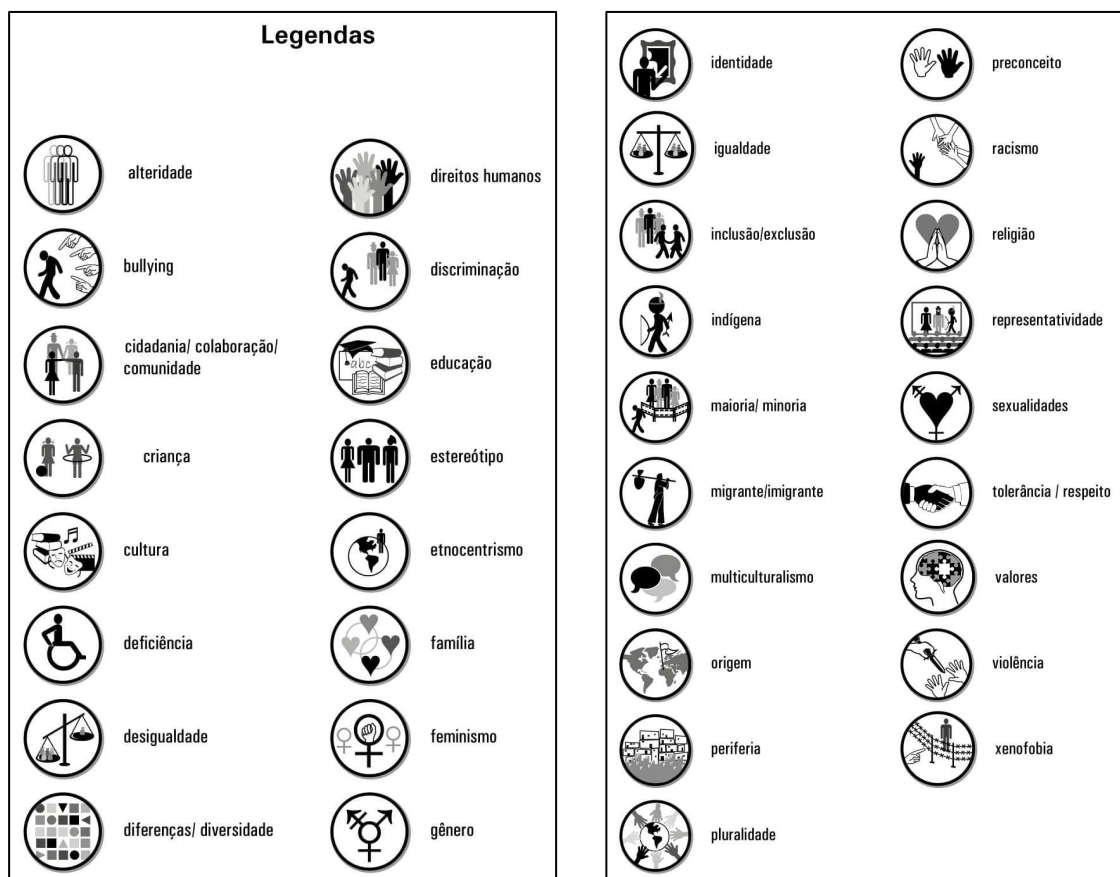 Legendas
alteridade
bullying
cidadania/ colaboração/
comunidade
criança
cultura
deficiência
desigualdade
diferenças/ diversidade
direitos humanos
discriminação
abc
educação
estereótipo
etnocentrismo
família
feminismo
gênero
identidade
igualdade
inclusão/exclusão
indígena
maioria/ minoria
migrante/imigrante
multiculturalismo
origem
periferia
pluralidade
preconceito
racismo
religião
representatividade
sexualidades
tolerância / respeito
valores
violência
xenofobia